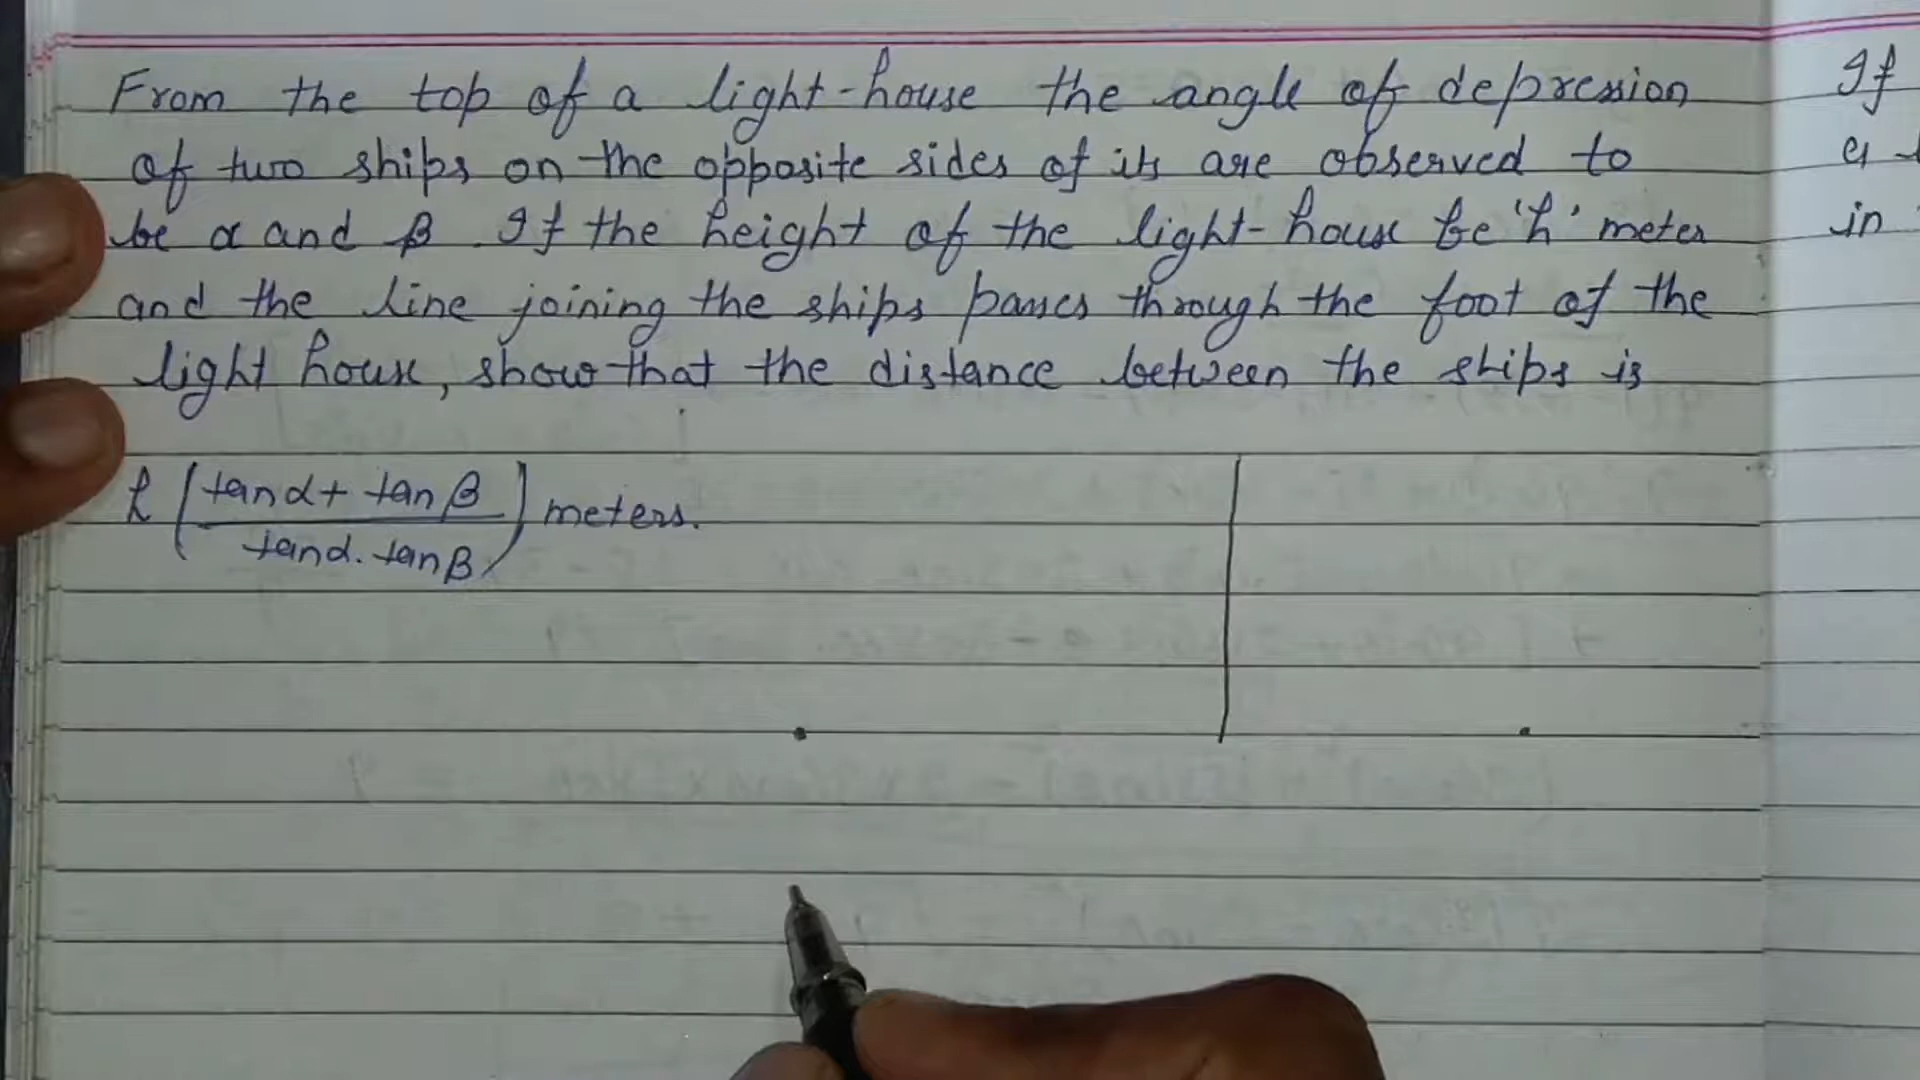 From the top of a light-house the angle of depression
of two ships on the opposite sides of its are observed to
be α and β. If the height of the light-house be 'h' meter
and the line joining the ships passes through the foot of the
light house, show that the distance between the ships is
h (tanα + tanβ / tanα. tanβ) meters.
If
a
in